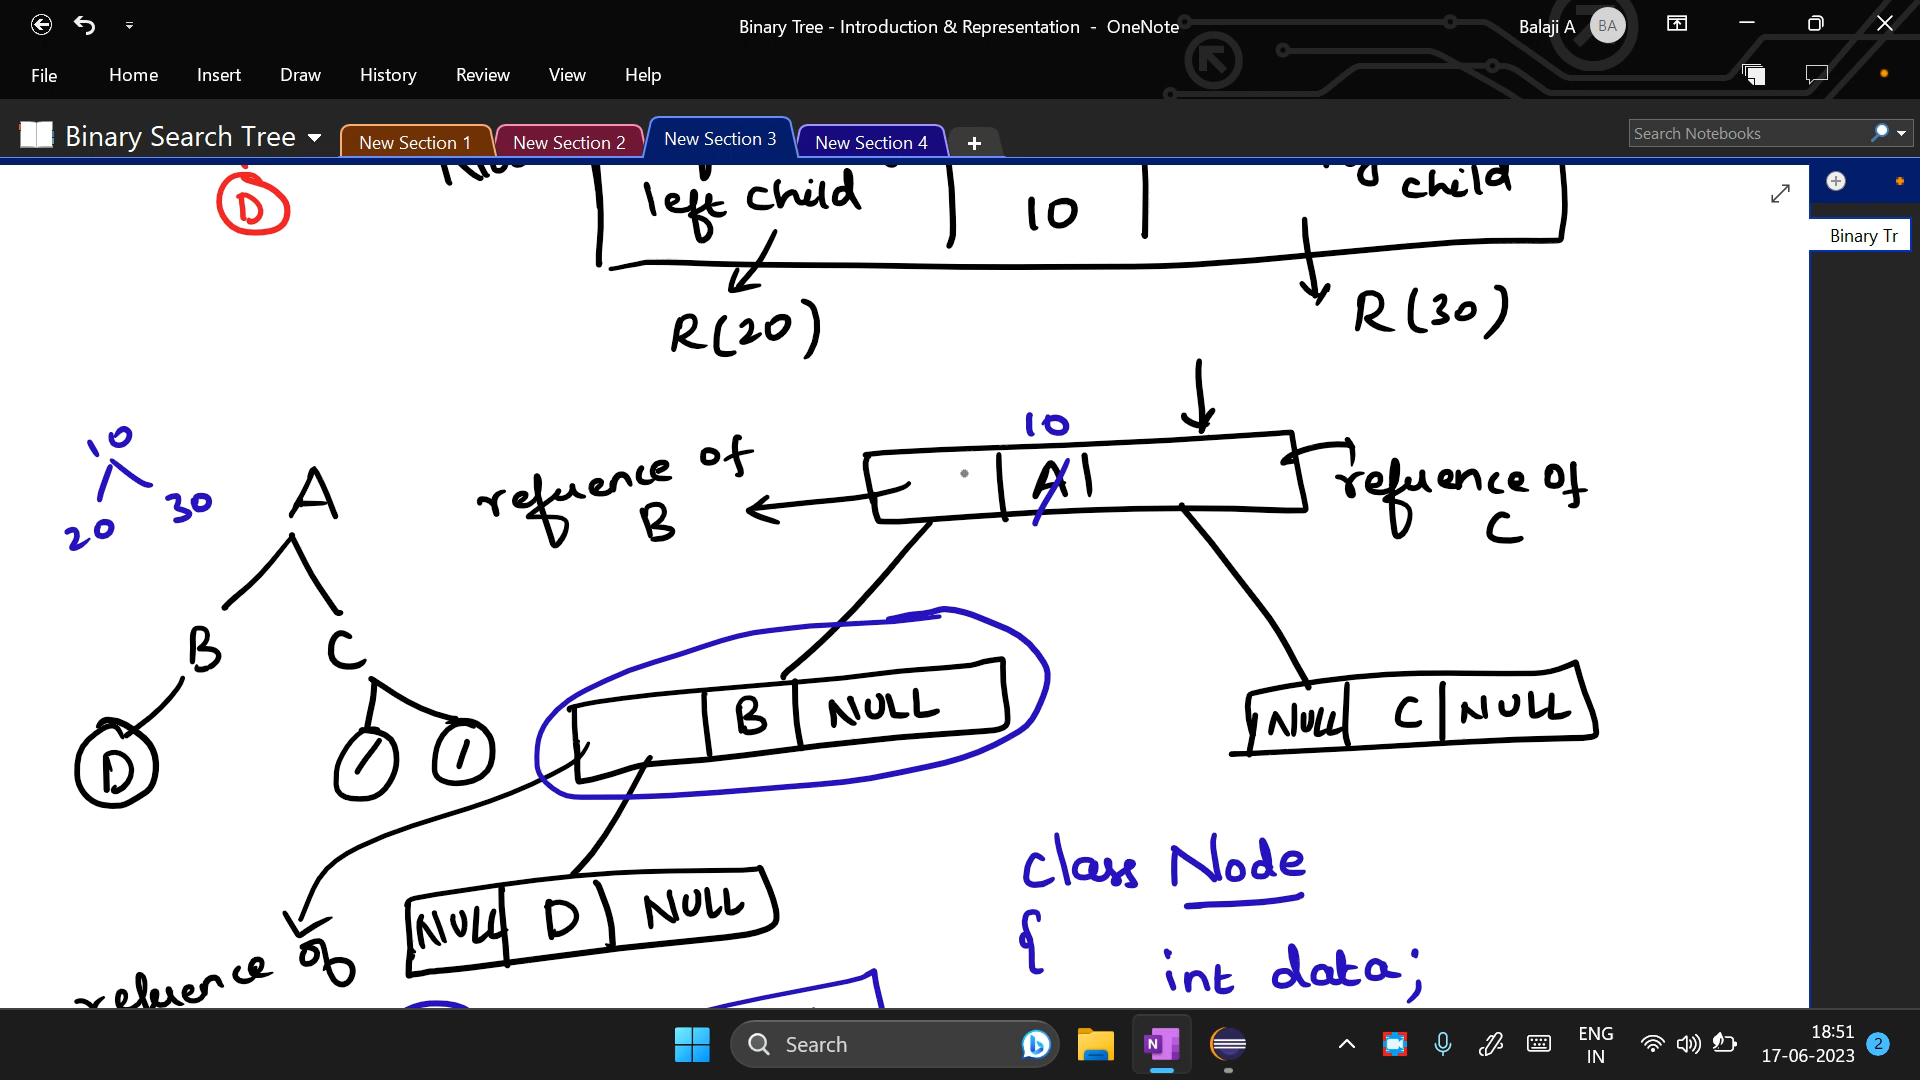 Binary Tree - Introduction & Representation - OneNote
Balaji A
BA
File
Home
Insert
Draw
History
Review
View
Help
Binary Search Tree
New Section 1
New Section 2
New Section 3
New Section 4
+
Search Notebooks
Binary Tr
D
left child
10
child
R(20)
R(30)
10
20
30
A
B
C
D
10
refuence of
B
A
refuence of
C
B
NULL
NULL
C
NULL
NULL
D
NULL
refuence of
class Node
{
int data;
Search
ENG
IN
18:51
17-06-2023
2